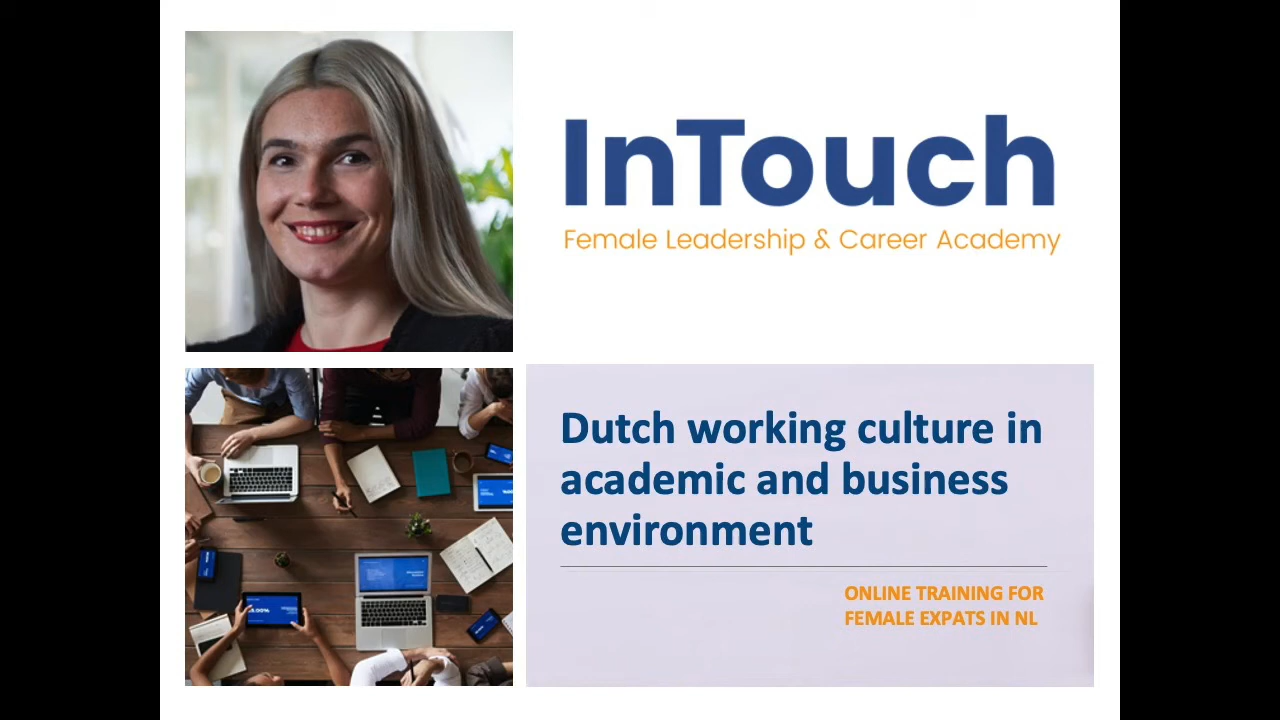 InTouch
Female Leadership & Career Academy
Dutch working culture in
academic and business
environment
ONLINE TRAINING FOR
FEMALE EXPATS IN NL